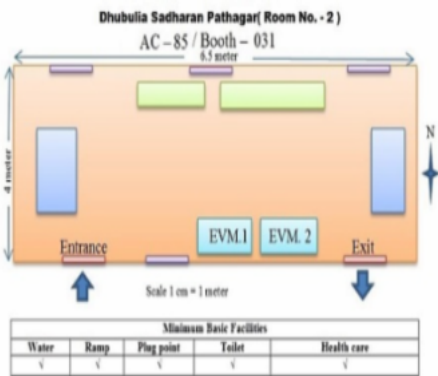 Dhubulia Sadharan Pathagar( Room No. - 2 )
AC – 85 / Booth – 031
6.5 meter
4 meter
N
EVM.1 EVM. 2
Entrance Exit
Scale 1 cm = 1 meter
Minimum Basic Facilities
Water Ramp Plug point Toilet Health care
√ √ √ √ √